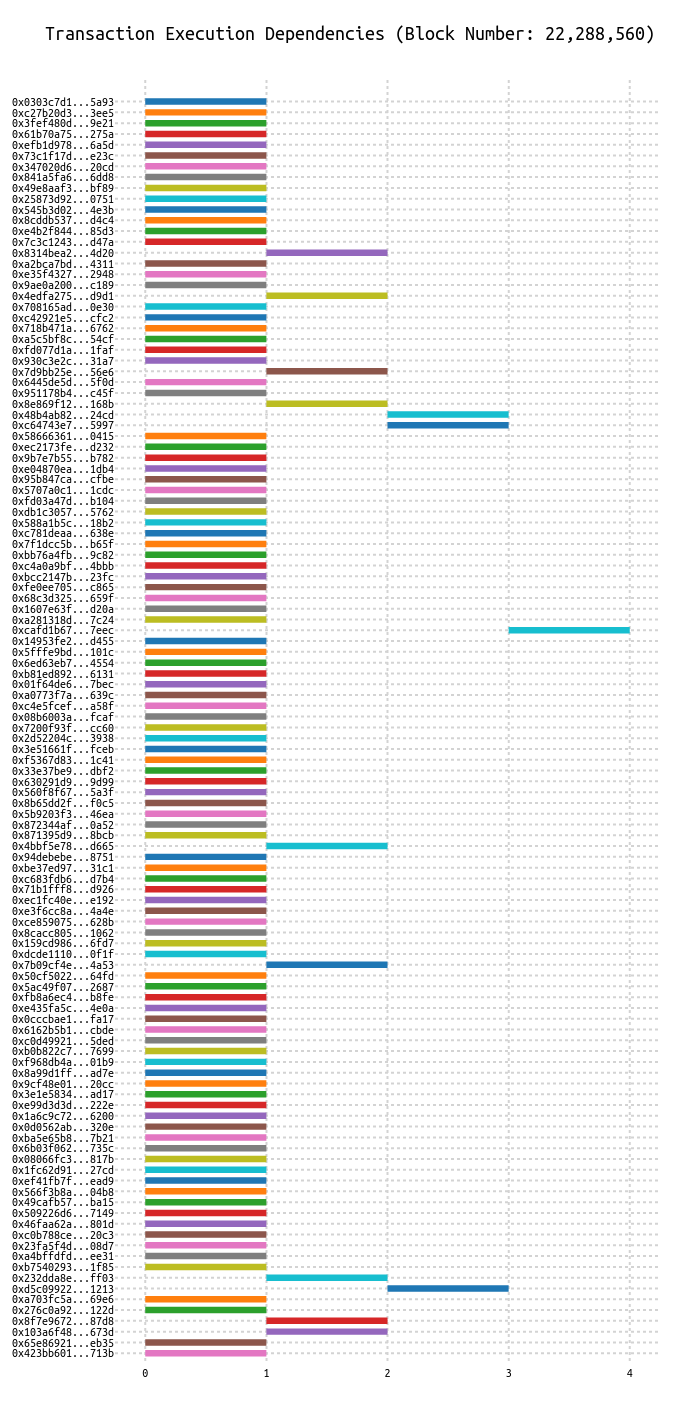 Transaction Execution Dependencies (Block Number: 22,288,560)
0x0303c7d1...5a93
0xc27b20d3...3ee5
0x3fef480d...9e21
0x61b70a75...275a
0xefb1d978...6a5d
0x73c1f17d...e23c
0x347020d6...20cd
0x841a5fa6...6dd8
0x49e8aaf3...bf89
0x25873d92...0751
0x545b3d02...4e3b
0x8cddb537...d4c4
0xe4b2f844...85d3
0x7c3c1243...d47a
0x8314bea2...4d20
0xa2bca7bd...4311
0xe35f4327...2948
0x9ae0a200...c189
0x4edfa275...d9d1
0x708165ad...0e30
0xc42921e5...cfc2
0x718b471a...6762
0xa5c5bf8c...54cf
0xfd077d1a...1faf
0x930c3e2c...31a7
0x7d9bb25e...56e6
0x6445de5d...5f0d
0x951178b4...c45f
0x8e869f12...168b
0x48b4ab82...24cd
0xc64743e7...5997
0x58666361...0415
0xec2173fe...d232
0x9b7e7b55...b782
0xe04870ea...1db4
0x95b847ca...cfbe
0x5707a0c1...1cdc
0xfd03a47d...b104
0xdb1c3057...5762
0x588a1b5c...18b2
0xc781deaa...638e
0x7f1dcc5b...b65f
0xbb76a4fb...9c82
0xc4a0a9bf...4bbb
0xbcc2147b...23fc
0xfe0ee705...c865
0x68c3d325...659f
0x1607e63f...d20a
0xa281318d...7c24
0xcafd1b67...7eec
0x14953fe2...d455
0x5fffe9bd...101c
0x6ed63eb7...4554
0xb81ed892...6131
0x01f64de6...7bec
0xa0773f7a...639c
0xc4e5fcef...a58f
0x08b6003a...fcaf
0x7200f93f...cc60
0x2d52204c...3938
0x3e51661f...fceb
0xf5367d83...1c41
0x33e37be9...dbf2
0x630291d9...9d99
0x560f8f67...5a3f
0x8b65dd2f...f0c5
0x5b9203f3...46ea
0x872344af...0a52
0x871395d9...8bcb
0x4bbf5e78...d665
0x94debebe...8751
0xbe37ed97...31c1
0xc683fdb6...d7b4
0x71b1fff8...d926
0xec1fc40e...e192
0xe3f6cc8a...4a4e
0xce859075...628b
0x8cacc805...1062
0x159cd986...6fd7
0xdcde1110...0f1f
0x7b09cf4e...4a53
0x50cf5022...64fd
0x5ac49f07...2687
0xfb8a6ec4...b8fe
0xe435fa5c...4e0a
0x0cccbae1...fa17
0x6162b5b1...cbde
0xc0d49921...5ded
0xb0b822c7...7699
0xf968db4a...01b9
0x8a99d1ff...ad7e
0x9cf48e01...20cc
0x3e1e5834...ad17
0xe99d3d3d...222e
0x1a6c9c72...6200
0x0d0562ab...320e
0xba5e65b8...7b21
0x6b03f062...735c
0x08066fc3...817b
0x1fc62d91...27cd
0xef41fb7f...ead9
0x566f3b8a...04b8
0x49cafb57...ba15
0x509226d6...7149
0x46faa62a...801d
0xc0b788ce...20c3
0x23fa5f4d...08d7
0xa4bffdfd...ee31
0xb7540293...1f85
0x232dda8e...ff03
0xd5c09922...1213
0xa703fc5a...69e6
0x276c0a92...122d
0x8f7e9672...87d8
0x103a6f48...673d
0x65e86921...eb35
0x423bb601...713b
0 1 2 3 4